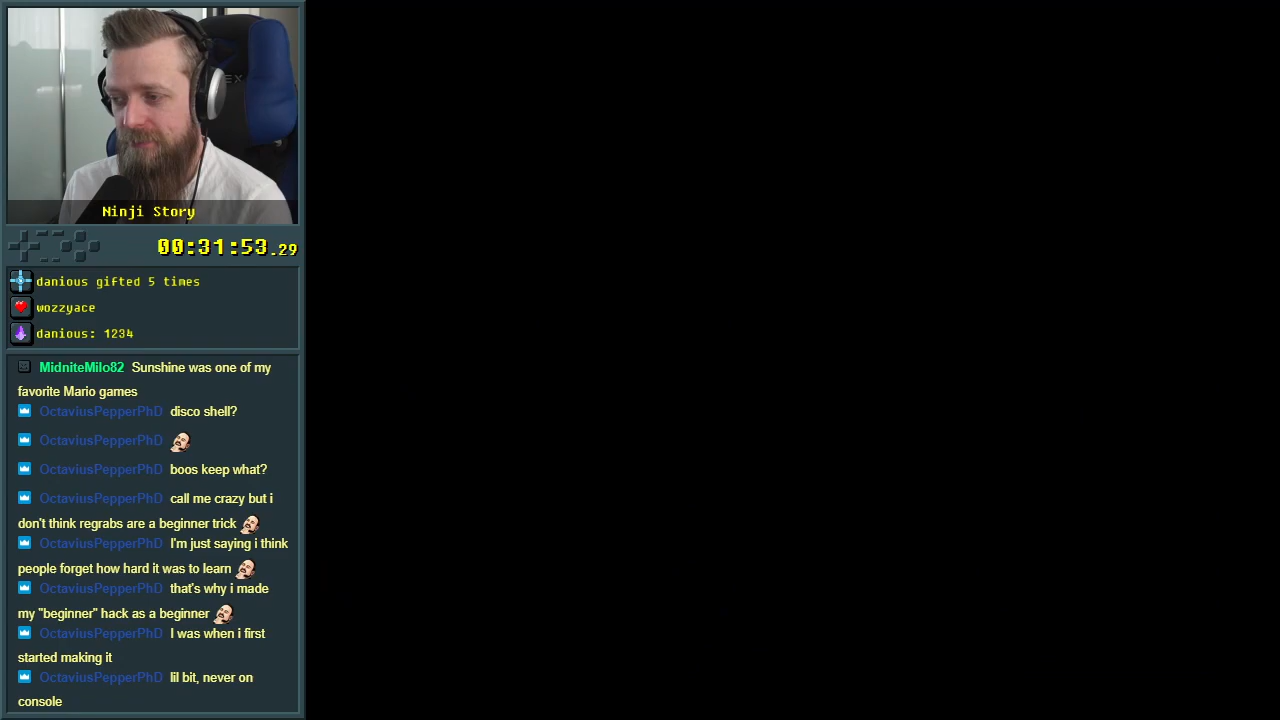 EX
Ninji Story
00:31:53.29
danious gifted 5 times
wozzyace
danious: 1234
MidniteMilo82 Sunshine was one of my
favorite Mario games
OctaviusPepperPhD disco shell?
OctaviusPepperPhD
OctaviusPepperPhD boos keep what?
OctaviusPepperPhD call me crazy but i
don't think regrabs are a beginner trick
OctaviusPepperPhD I'm just saying i think
people forget how hard it was to learn
OctaviusPepperPhD that's why i made
my "beginner" hack as a beginner
OctaviusPepperPhD I was when i first
started making it
OctaviusPepperPhD lil bit, never on
console